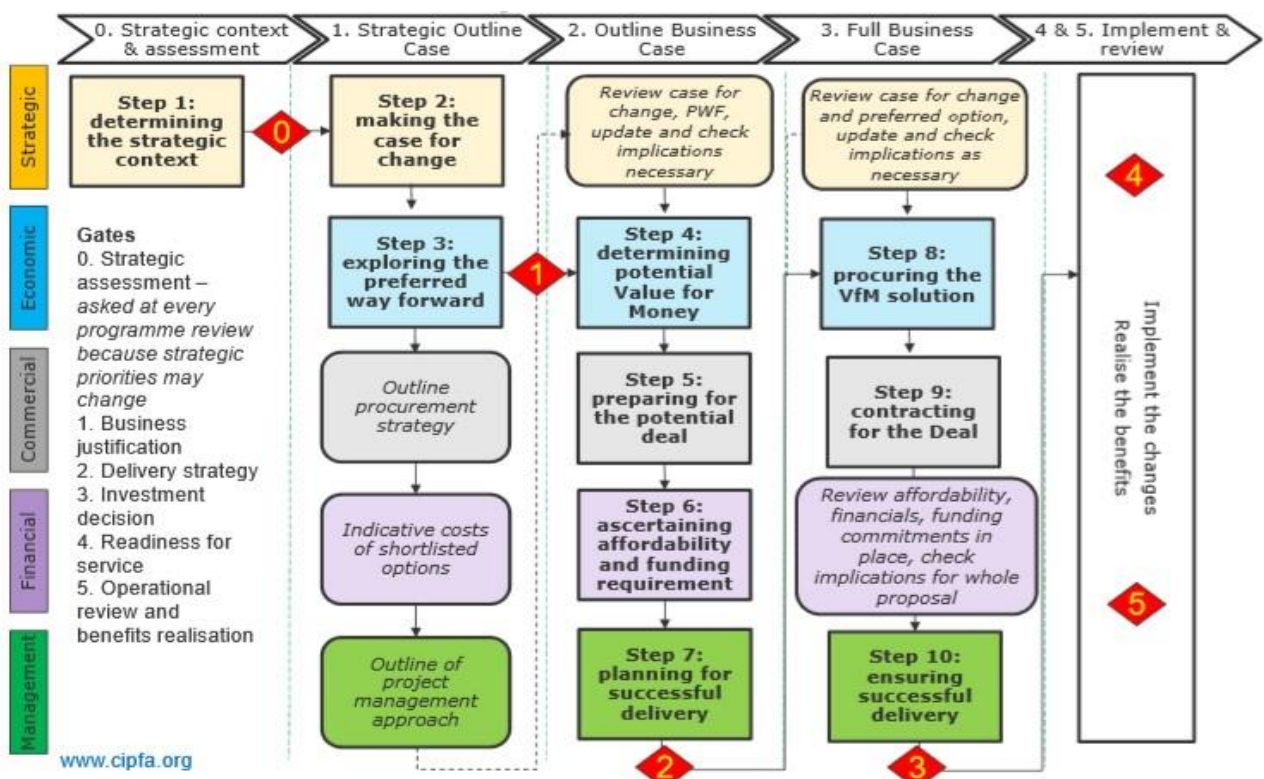 0. Strategic context
& assessment
1. Strategic Outline
Case
2. Outline Business
Case
3. Full Business
Case
4 & 5. Implement &
review
Strategic
Step 1:
determining
the strategic
context
0
Step 2:
making the
case for
change
Review case for
change, PWF,
update and check
implications
necessary
Review case for change
and preferred option,
update and check
implications as
necessary
4
Economic
Gates
0. Strategic
assessment –
asked at every
programme review
because strategic
priorities may
change
1. Business
justification
2. Delivery strategy
3. Investment
decision
4. Readiness for
service
5. Operational
review and
benefits realisation
Step 3:
exploring the
preferred
way forward
1
Step 4:
determining
potential
Value for
Money
Step 8:
procuring the
VfM solution
Implement the changes
Realise the benefits
Commercial
Outline
procurement
strategy
Step 5:
preparing for
the potential
deal
Step 9:
contracting
for the Deal
Financial
Indicative costs
of shortlisted
options
Step 6:
ascertaining
affordability
and funding
requirement
Review affordability,
financials, funding
commitments in
place, check
implications for whole
proposal
5
Management
Outline of
project
management
approach
Step 7:
planning for
successful
delivery
Step 10:
ensuring
successful
delivery
www.cipfa.org
2
3